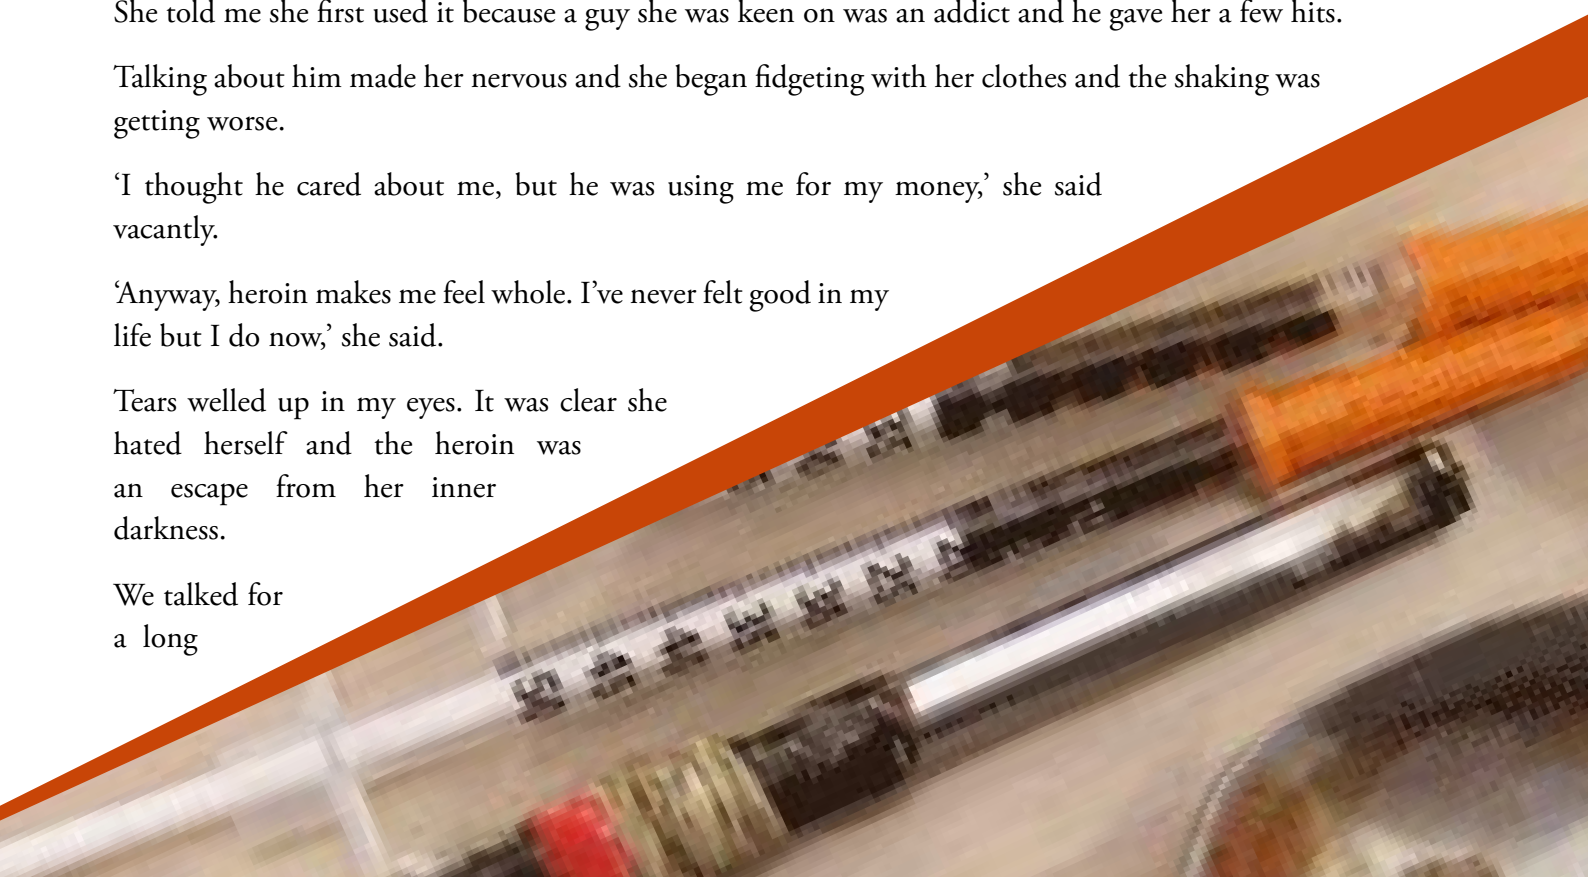 She told me she first used it because a guy she was keen on was an addict and he gave her a few hits.
Talking about him made her nervous and she began fidgeting with her clothes and the shaking was
getting worse.
‘I thought he cared about me, but he was using me for my money,’ she said
vacantly.
‘Anyway, heroin makes me feel whole. I’ve never felt good in my
life but I do now,’ she said.
Tears welled up in my eyes. It was clear she
hated herself and the heroin was
an escape from her inner
darkness.
We talked for
a long